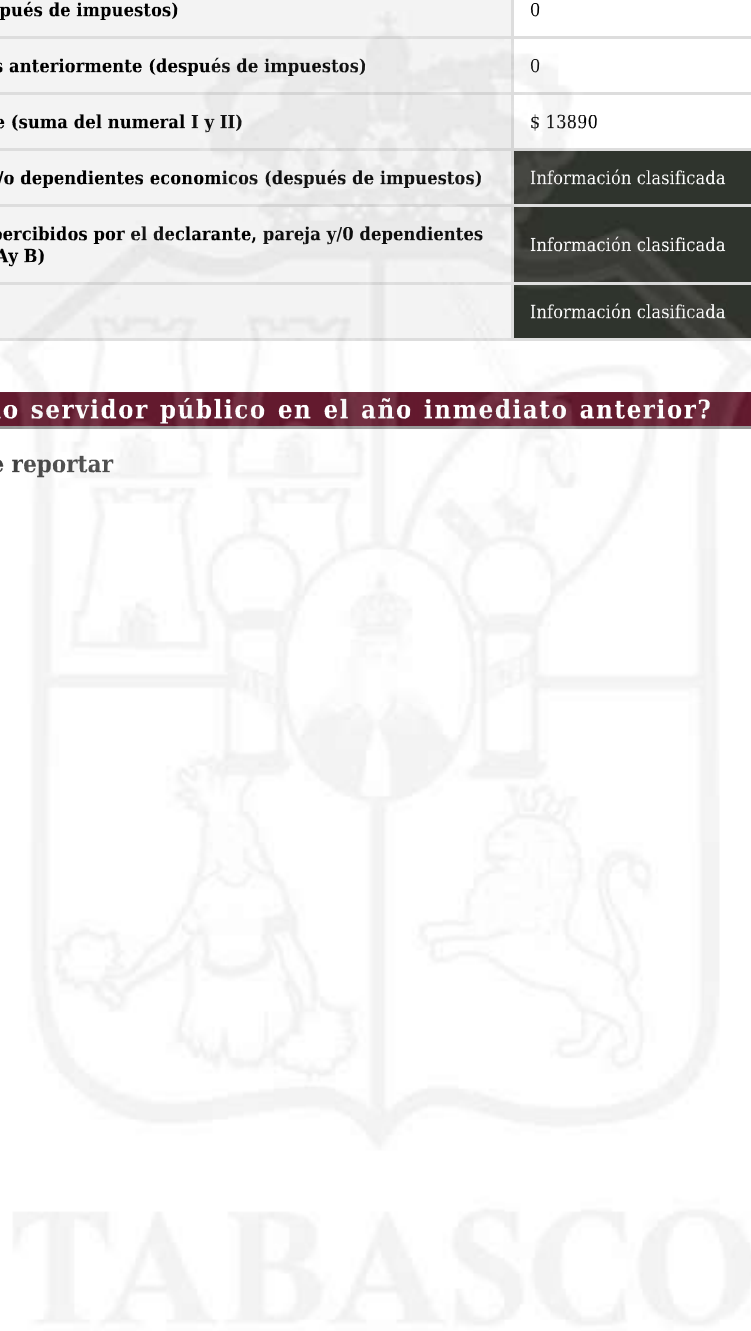 pués de impuestos)
0
s anteriormente (después de impuestos)
0
e (suma del numeral I y II)
$ 13890
/o dependientes economicos (después de impuestos)
Información clasificada
percibidos por el declarante, pareja y/0 dependientes
Ay B)
Información clasificada
Información clasificada
o servidor público en el año inmediato anterior?
e reportar
TABASCO